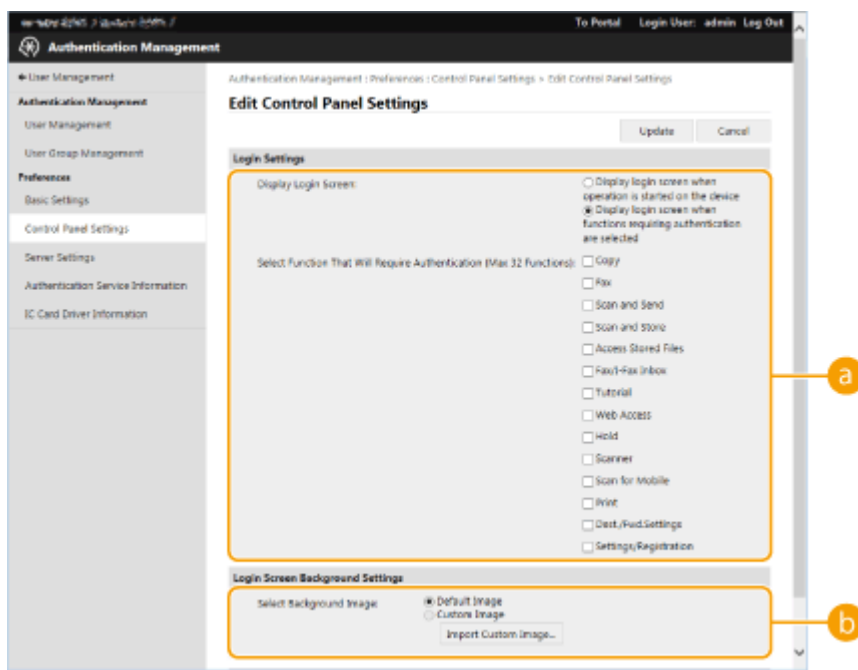 To Portal Login User: admin Log Out
Authentication Management
User Management
Authentication Management : Preferences : Control Panel Settings > Edit Control Panel Settings
Authentication Management
User Management
User Group Management
Preferences
Basic Settings
Control Panel Settings
Server Settings
Authentication Service Information
IC Card Driver Information
Edit Control Panel Settings
Update Cancel
Login Settings
Display Login Screen:
Display login screen when
operation is started on the device
Display login screen when
functions requiring authentication
are selected
Select Function That Will Require Authentication (Max 32 Functions):
Copy
Fax
Scan and Send
Scan and Store
Access Stored Files
Fax/I-Fax Inbox
Tutorial
Web Access
Hold
Scanner
Scan for Mobile
Print
Dest./Fwd.Settings
Settings/Registration
a
Login Screen Background Settings
Select Background Image:
Default Image
Custom Image
Import Custom Image...
b